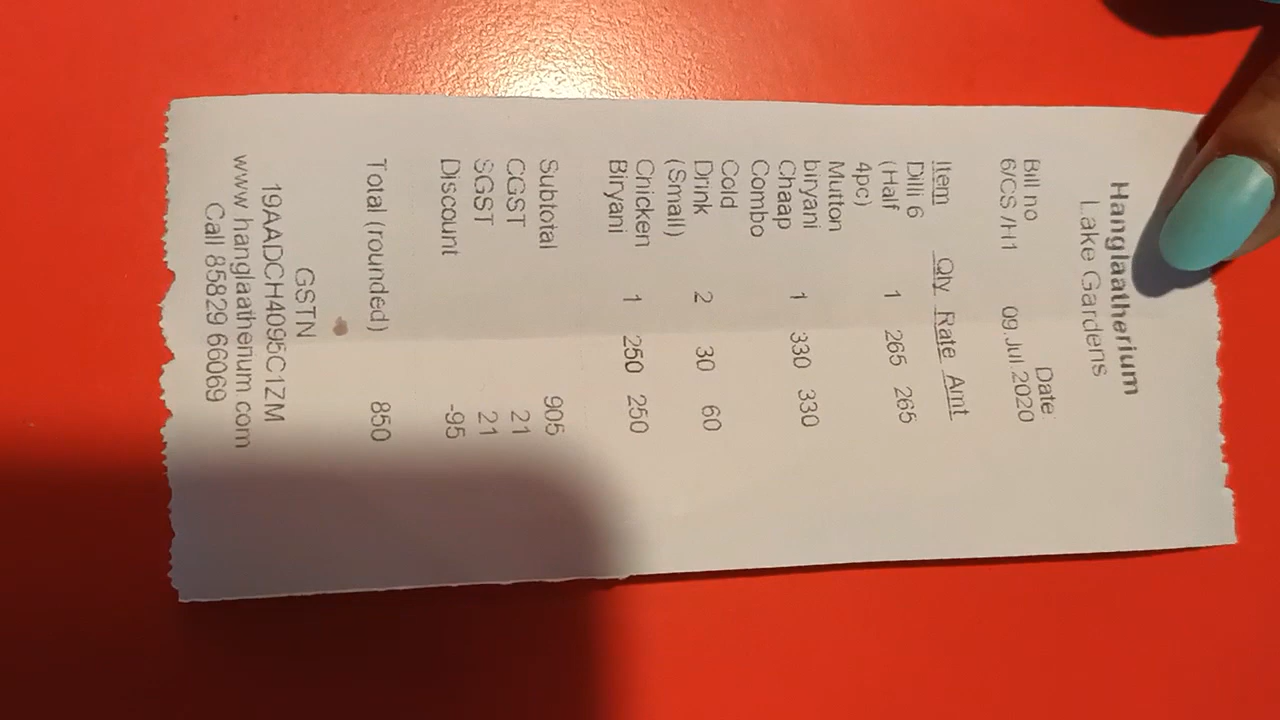 Hanglaatherium
Lake Gardens
Bill no Date
6/CS /H1 09.Jul.2020
Item Qty Rate Amt
Dilli 6
(Half 1 265 265
4pc)
Mutton
biryani 1 330 330
Chaap
Combo
Cold
Drink 2 30 60
(Small)
Chicken 1 250 250
Biryani
Subtotal 905
CGST 21
SGST 21
Discount -95
Total (rounded) 850
GSTN
19AADCH4095C1ZM
www.hanglaatherium.com
Call 85829 66069